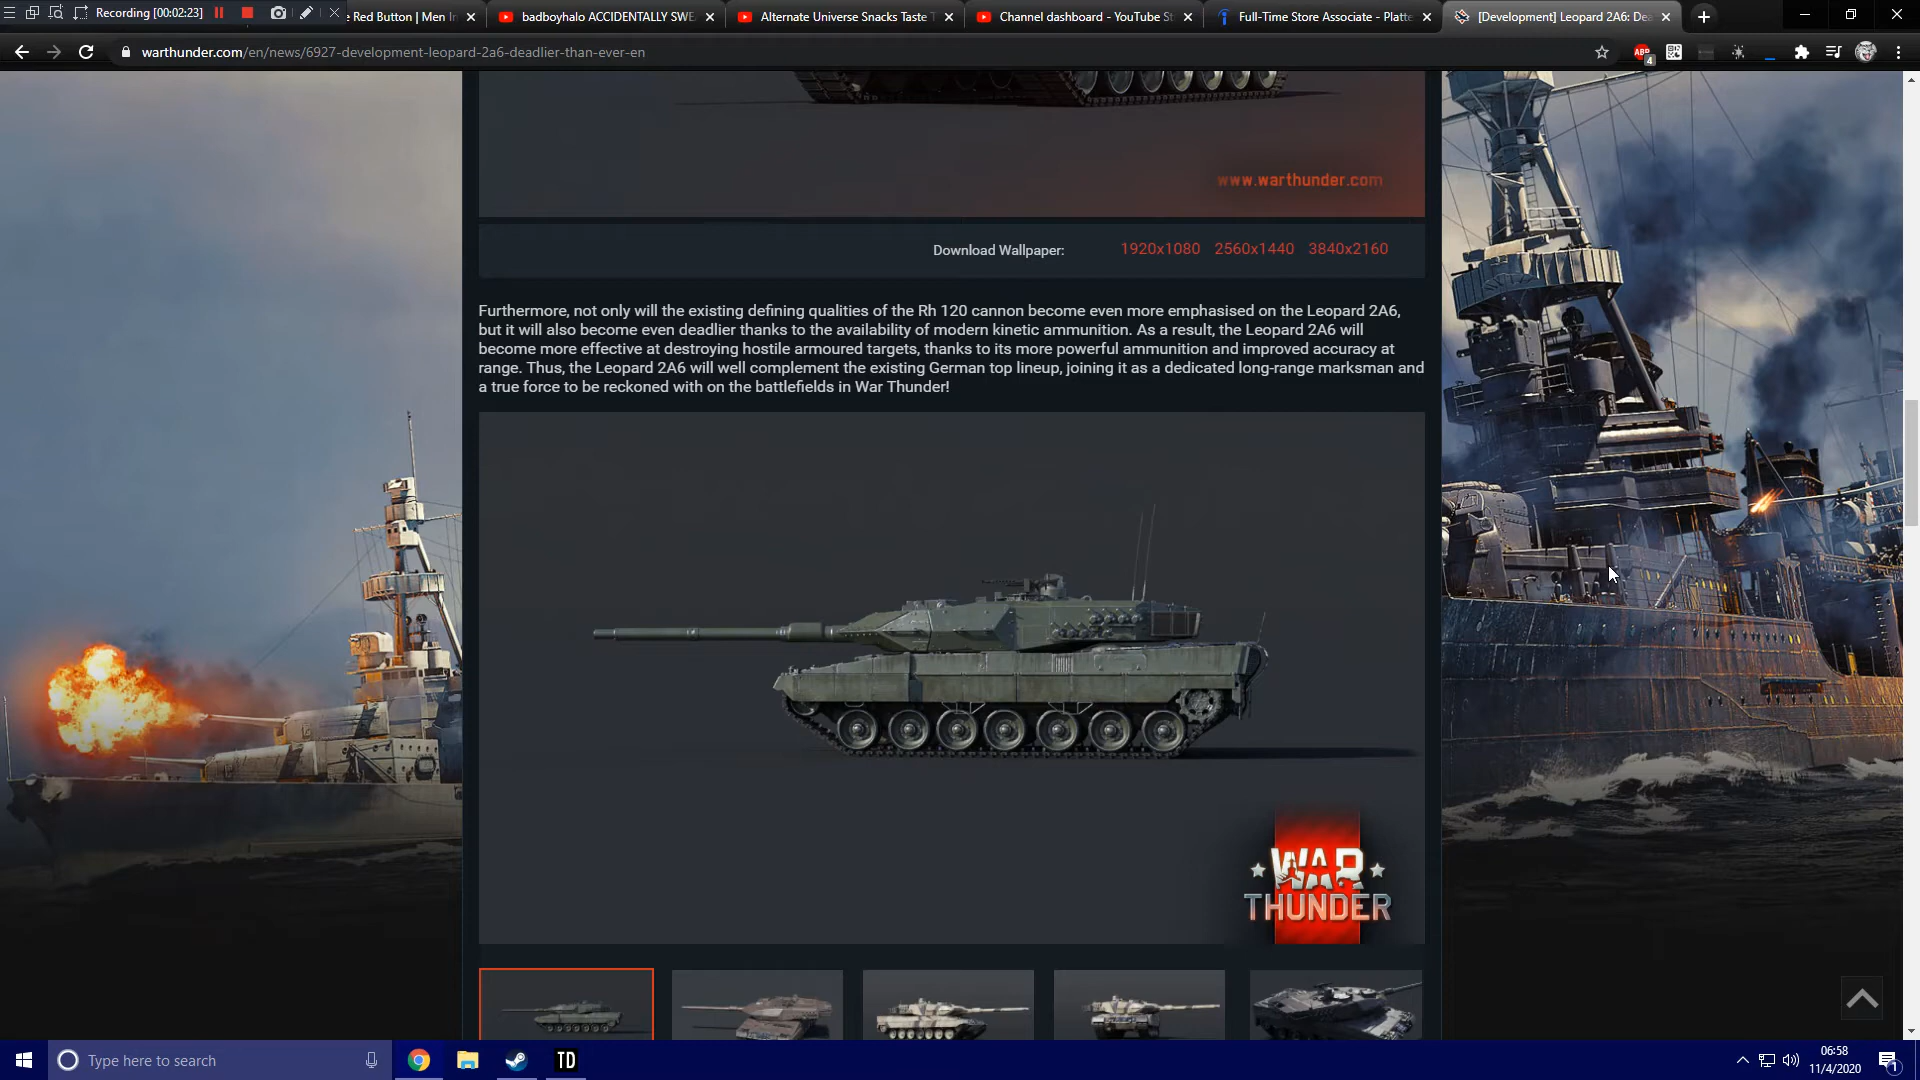 Recording [00:02:23]
e Red Button | Men In
badboyhalo ACCIDENTALLY SWE
Alternate Universe Snacks Taste T
Channel dashboard - YouTube St
Full-Time Store Associate - Platte
[Development] Leopard 2A6: Dea
warthunder.com/en/news/6927-development-leopard-2a6-deadlier-than-ever-en
ABP
4
www.warthunder.com
Download Wallpaper: 1920x1080 2560x1440 3840x2160
Furthermore, not only will the existing defining qualities of the Rh 120 cannon become even more emphasised on the Leopard 2A6,
but it will also become even deadlier thanks to the availability of modern kinetic ammunition. As a result, the Leopard 2A6 will
become more effective at destroying hostile armoured targets, thanks to its more powerful ammunition and improved accuracy at
range. Thus, the Leopard 2A6 will well complement the existing German top lineup, joining it as a dedicated long-range marksman and
a true force to be reckoned with on the battlefields in War Thunder!
WAR
THUNDER
Type here to search
TD
06:58
11/4/2020
1